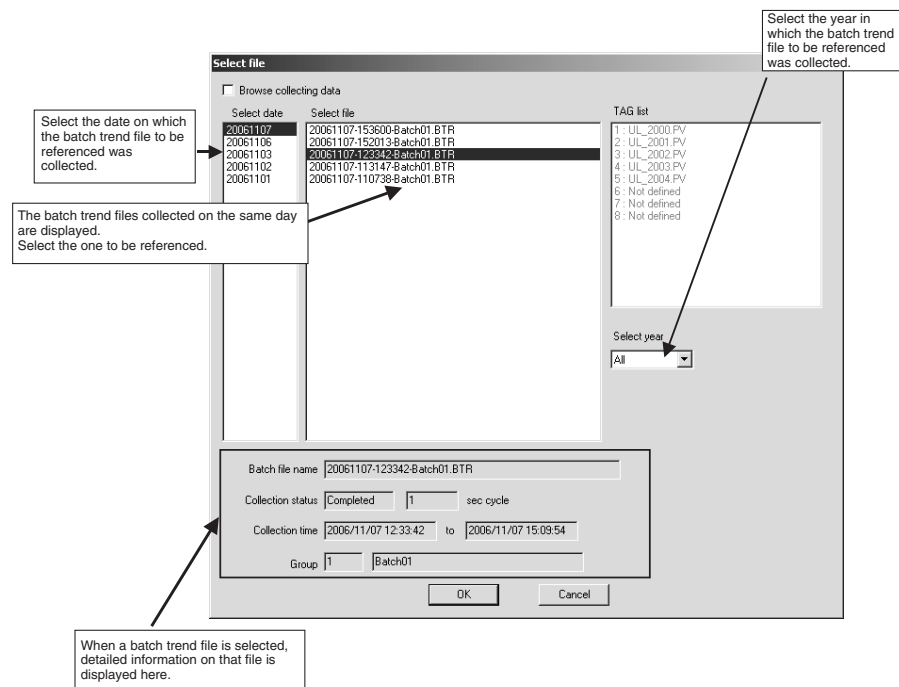 Select the year in
which the batch trend
file to be referenced
was collected.
Select file
Browse collecting data
Select date
Select file
TAG list
Select the date on which
the batch trend file to be
referenced was
collected.
20061107
20061106
20061103
20061102
20061101
20061107-153600-Batch01.BTR
20061107-152013-Batch01.BTR
20061107-123342-Batch01.BTR
20061107-113147-Batch01.BTR
20061107-110738-Batch01.BTR
1 : UL_2000.PV
2 : UL_2001.PV
3 : UL_2002.PV
4 : UL_2003.PV
5 : UL_2004.PV
6 : Not defined
7 : Not defined
8 : Not defined
The batch trend files collected on the same day
are displayed.
Select the one to be referenced.
Select year
All
Batch file name 20061107-123342-Batch01.BTR
Collection status Completed 1 sec cycle
Collection time 2006/11/07 12:33:42 to 2006/11/07 15:09:54
Group 1 Batch01
OK Cancel
When a batch trend file is selected,
detailed information on that file is
displayed here.